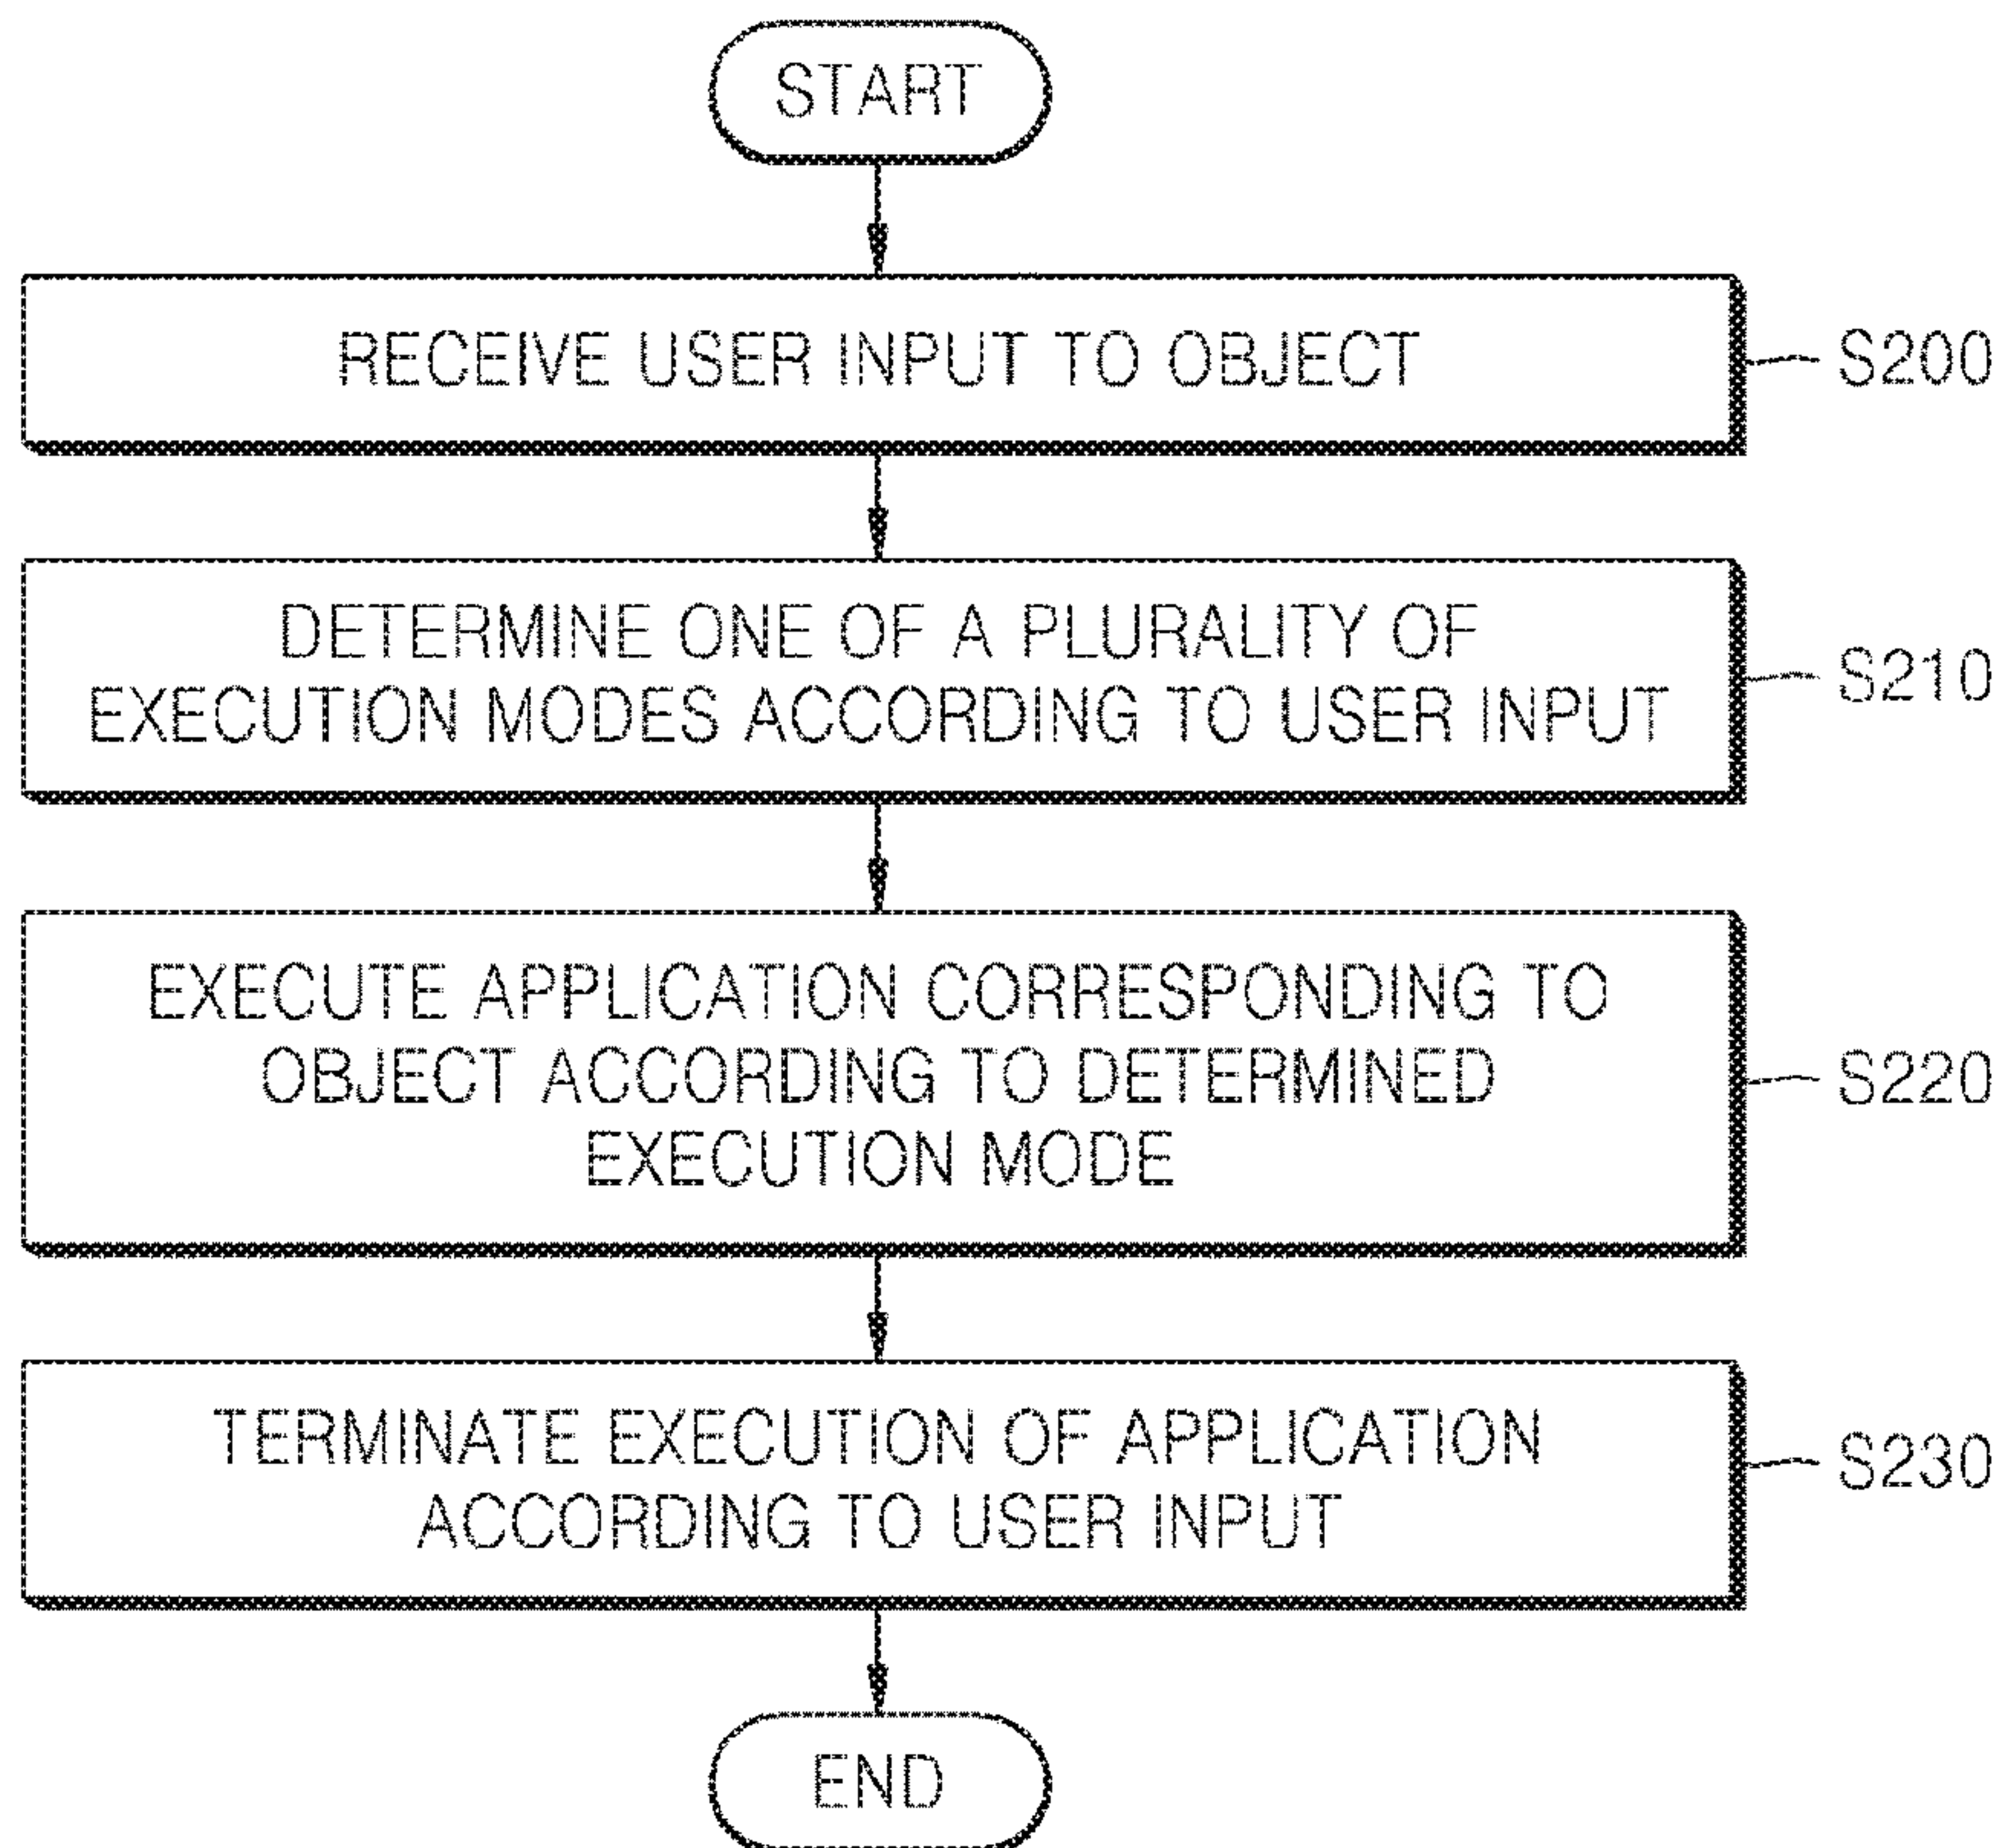 START
RECEIVE USER INPUT TO OBJECT
S200
DETERMINE ONE OF A PLURALITY OF
EXECUTION MODES ACCORDING TO USER INPUT
S210
EXECUTE APPLICATION CORRESPONDING TO
OBJECT ACCORDING TO DETERMINED
EXECUTION MODE
S220
TERMINATE EXECUTION OF APPLICATION
ACCORDING TO USER INPUT
S230
END